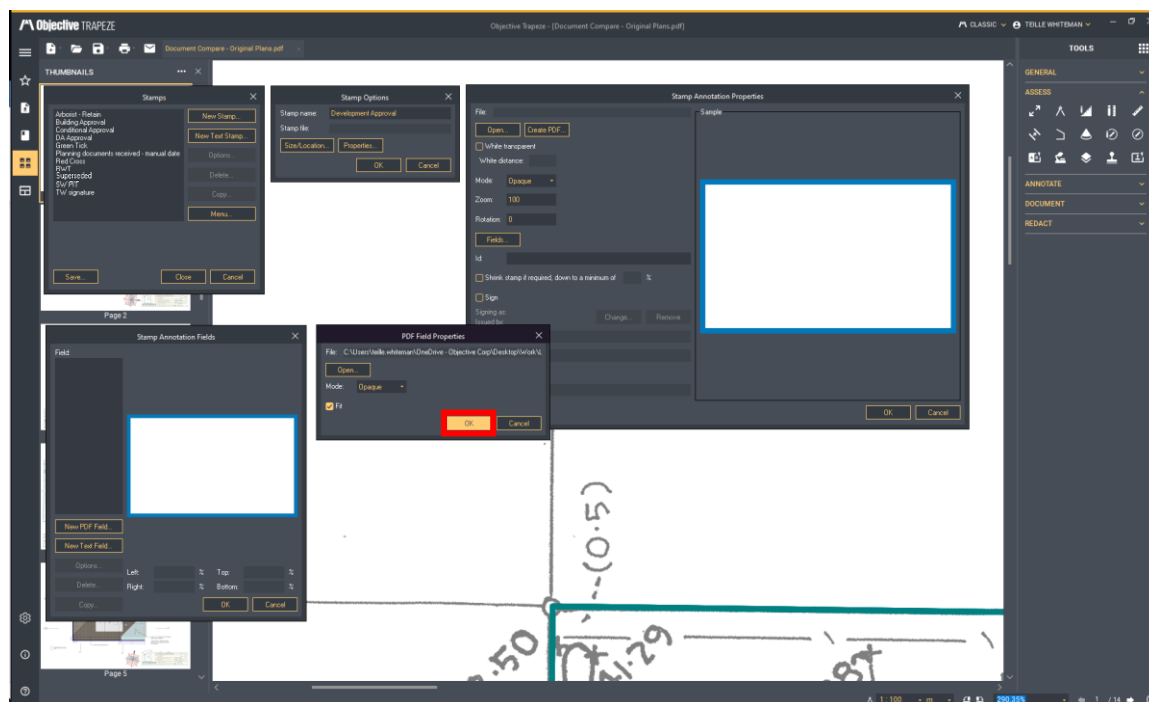 Objective TRAPEZE
Objective Trapeze - [Document Compare - Original Plans.pdf]
CLASSIC
TEILLE WHITEMAN
Document Compare - Original Plans.pdf
THUMBNAILS
Stamps
Arborist - Retain
Building Approval
Conditional Approval
DA Approval
Green Tick
Planning documents received - manual date
Red Cross
RWT
Superseded
TW signature
New Stamp...
New Text Stamp...
Options...
Delete...
Copy...
Menu...
Save...
Close
Cancel
Page 2
Stamp Options
Stamp name: Development Approval
Stamp file:
Size/Location...
Properties...
OK
Cancel
Stamp Annotation Properties
File:
Open...
Create PDF...
White transparent
White distance:
Mode: Opaque
Zoom: 100
Rotation: 0
Fields...
Id
Shrink stamp if required, down to a minimum of %
Sign
Signing as:
Issued by:
Change...
Remove
Sample
OK
Cancel
Stamp Annotation Fields
Field:
New PDF Field...
New Text Field...
Options...
Delete...
Copy...
Left: % Top: %
Right: % Bottom: %
OK
Cancel
PDF Field Properties
File: C:\Users\teille.whiteman\OneDrive - Objective Corp\Desktop\Work\
Open...
Mode: Opaque
Fit
OK
Cancel
Page 5
(0.5)
.50
41.29
TOOLS
GENERAL
ASSESS
ANNOTATE
DOCUMENT
REDACT
1:100
m
290.35%
1 / 14